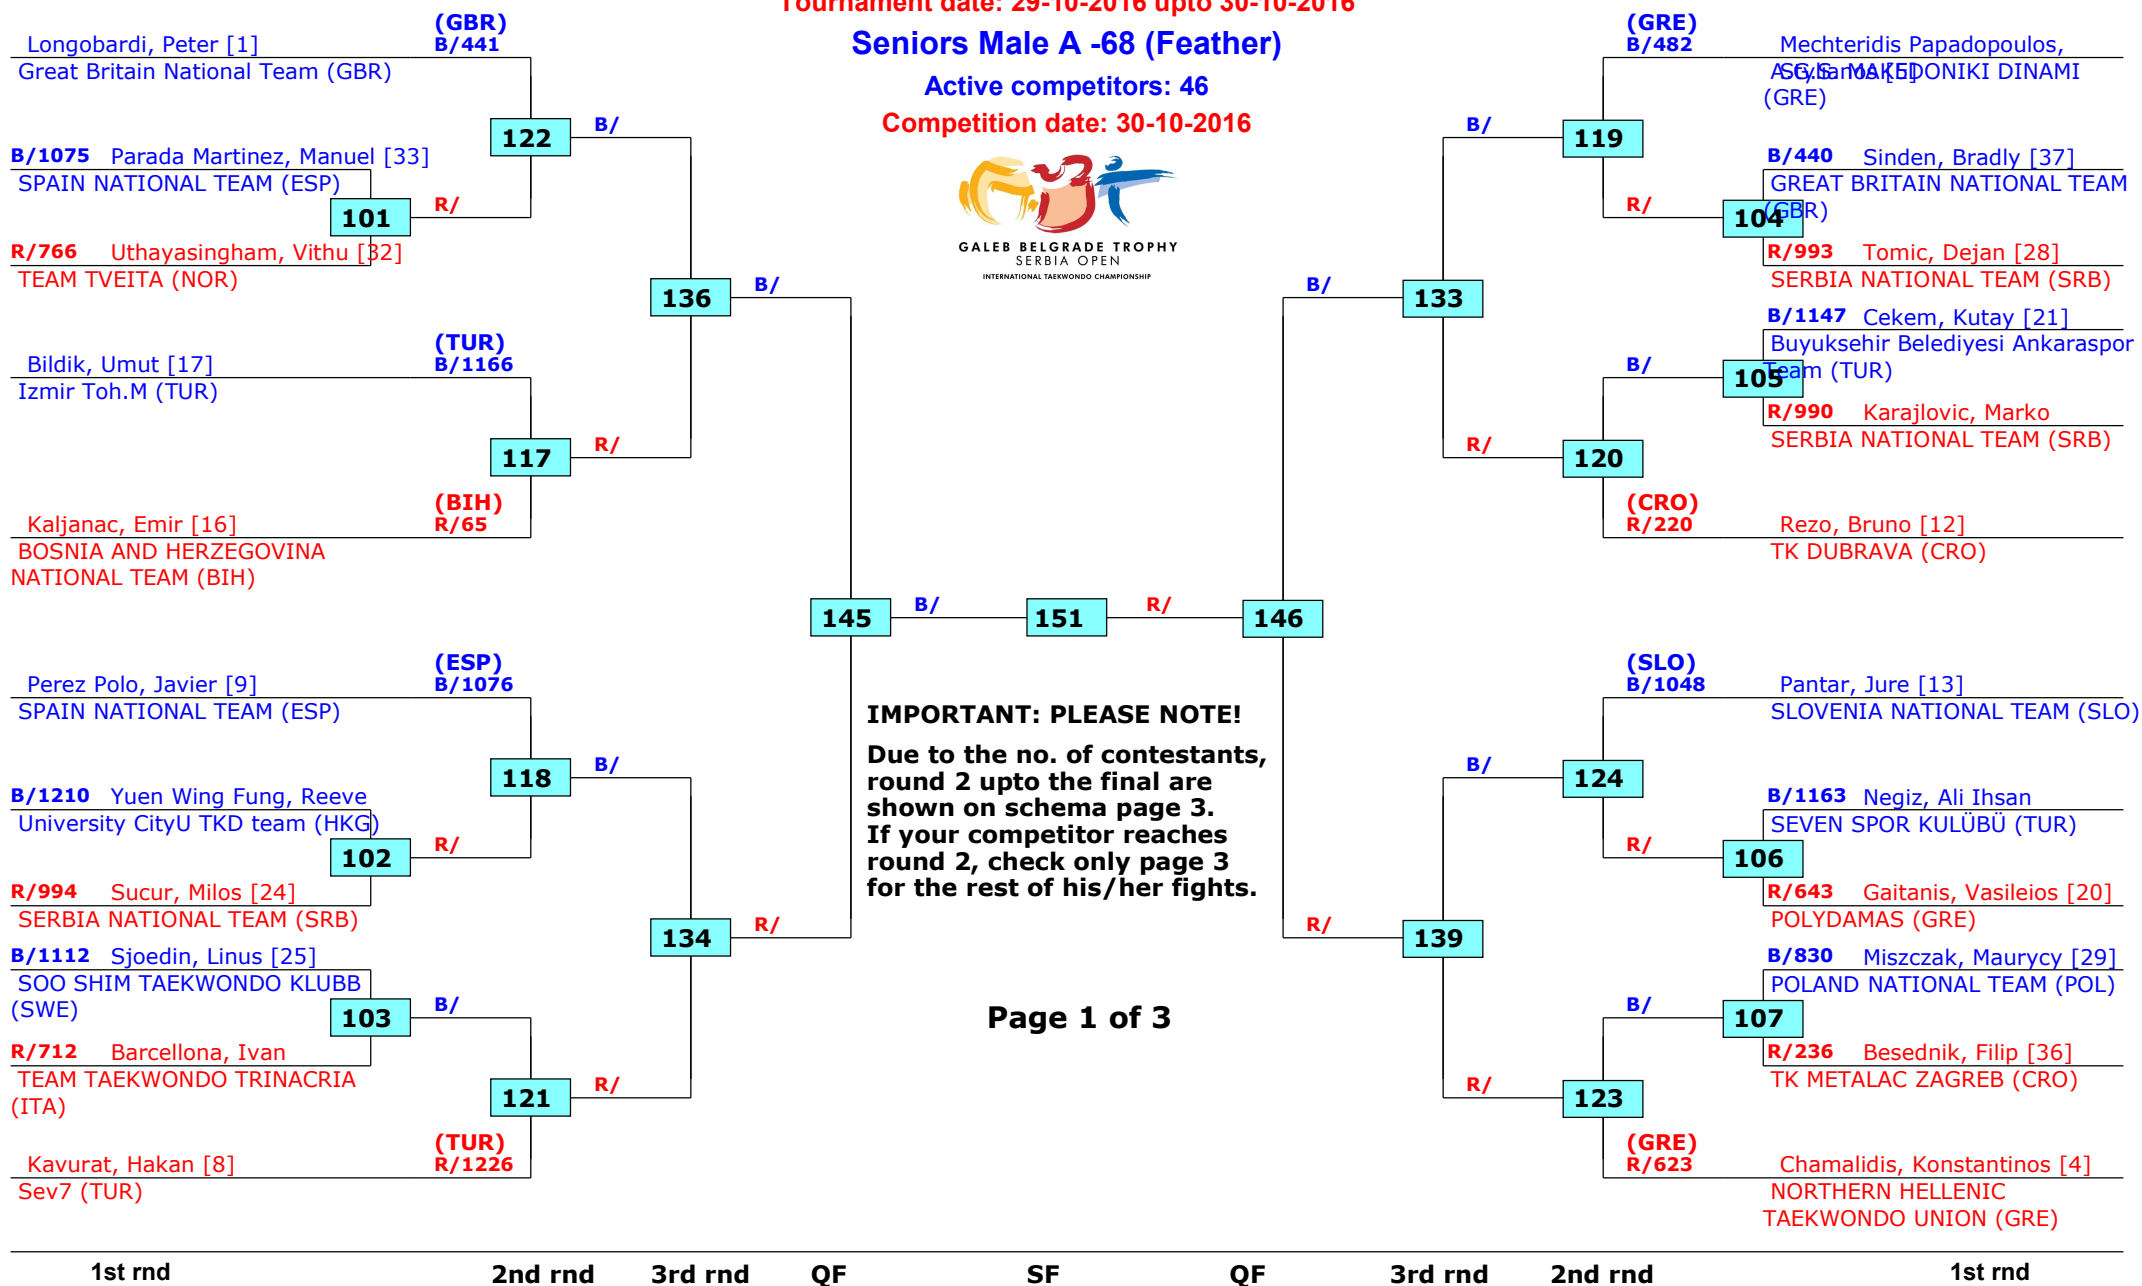 Tournament date: 29-10-2016 upto 30-10-2016
Seniors Male A -68 (Feather)
Active competitors: 46
Competition date: 30-10-2016
GALEB BELGRADE TROPHY
SERBIA OPEN
INTERNATIONAL TAEKWONDO CHAMPIONSHIP
(GBR)
Longobardi, Peter [1] B/441
Great Britain National Team (GBR)
122 B/
B/1075 Parada Martinez, Manuel [33]
SPAIN NATIONAL TEAM (ESP)
101 R/
R/766 Uthayasingham, Vithu [32]
TEAM TVEITA (NOR)
136 B/
(TUR)
Bildik, Umut [17] B/1166
Izmir Toh.M (TUR)
117 R/
(BIH)
Kaljanac, Emir [16] R/65
BOSNIA AND HERZEGOVINA
NATIONAL TEAM (BIH)
145 B/ 151 R/ 146
(ESP)
Perez Polo, Javier [9] B/1076
SPAIN NATIONAL TEAM (ESP)
118 B/
B/1210 Yuen Wing Fung, Reeve
University CityU TKD team (HKG)
102 R/
R/994 Sucur, Milos [24]
SERBIA NATIONAL TEAM (SRB)
134 R/
B/1112 Sjoedin, Linus [25]
SOO SHIM TAEKWONDO KLUBB
(SWE)
103 B/
R/712 Barcellona, Ivan
TEAM TAEKWONDO TRINACRIA
(ITA)
121 R/
(TUR)
Kavurat, Hakan [8] R/1226
Sev7 (TUR)
IMPORTANT: PLEASE NOTE!
Due to the no. of contestants,
round 2 upto the final are
shown on schema page 3.
If your competitor reaches
round 2, check only page 3
for the rest of his/her fights.
Page 1 of 3
(GRE)
B/482 Mechteridis Papadopoulos,
Stylianos [5]
A.G.S. MAKEDONIKI DINAMI
(GRE)
B/ 119
B/440 Sinden, Bradly [37]
GREAT BRITAIN NATIONAL TEAM
(GBR)
R/ 104
R/993 Tomic, Dejan [28]
SERBIA NATIONAL TEAM (SRB)
B/ 133
B/1147 Cekem, Kutay [21]
Buyuksehir Belediyesi Ankaraspor
Team (TUR)
B/ 105
R/990 Karajlovic, Marko
SERBIA NATIONAL TEAM (SRB)
R/ 120
(CRO)
R/220 Rezo, Bruno [12]
TK DUBRAVA (CRO)
(SLO)
B/1048 Pantar, Jure [13]
SLOVENIA NATIONAL TEAM (SLO)
B/ 124
B/1163 Negiz, Ali Ihsan
SEVEN SPOR KULÜBÜ (TUR)
R/ 106
R/643 Gaitanis, Vasileios [20]
POLYDAMAS (GRE)
R/ 139
B/830 Miszczak, Maurycy [29]
POLAND NATIONAL TEAM (POL)
B/ 107
R/236 Besednik, Filip [36]
TK METALAC ZAGREB (CRO)
R/ 123
(GRE)
R/623 Chamalidis, Konstantinos [4]
NORTHERN HELLENIC
TAEKWONDO UNION (GRE)
1st rnd 2nd rnd 3rd rnd QF SF QF 3rd rnd 2nd rnd 1st rnd